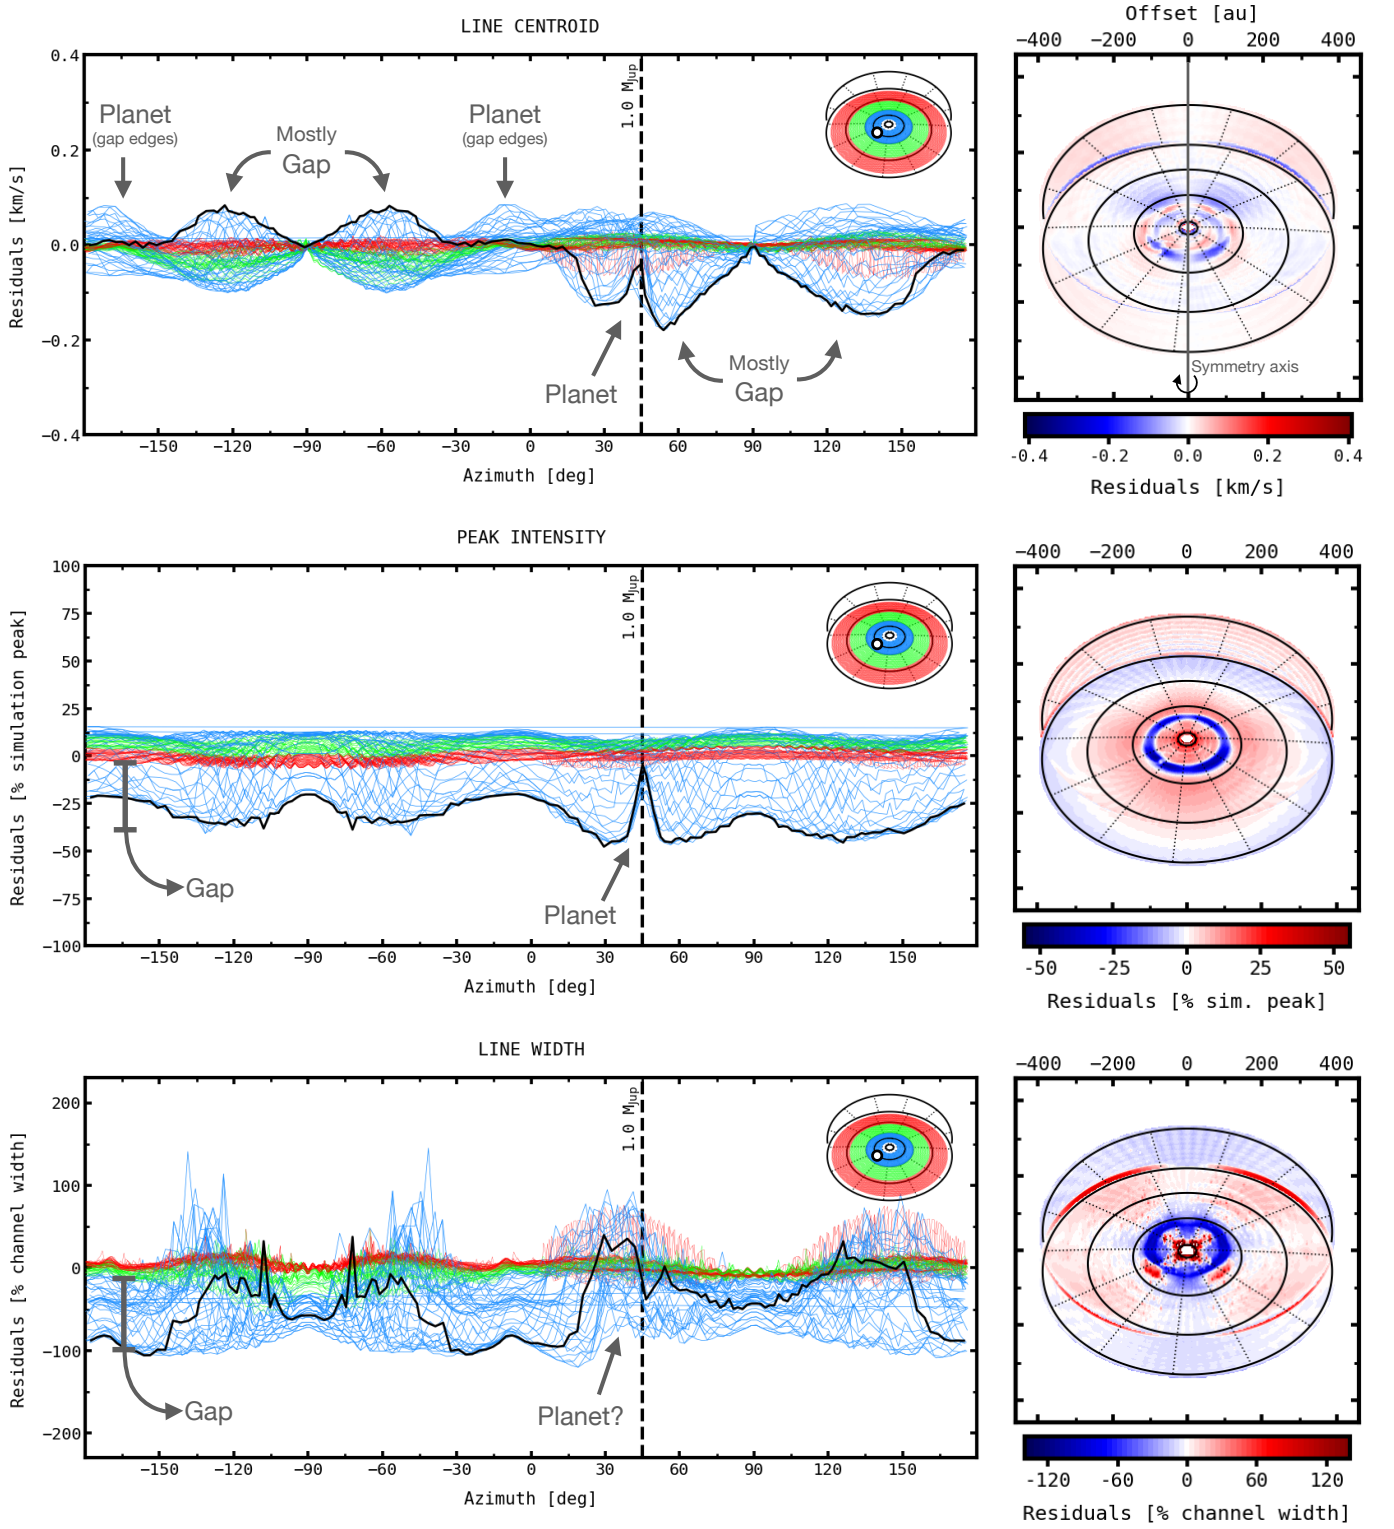 LINE CENTROID
Offset [au]
−400 −200 0 200 400
0.4
0.2
0.0
−0.2
−0.4
Residuals [km/s]
Planet
(gap edges)
Mostly
Gap
Planet
(gap edges)
1.0 MJup
Planet
Mostly
Gap
Symmetry axis
−150 −120 −90 −60 −30 0 30 60 90 120 150
Azimuth [deg]
-0.4 -0.2 0.0 0.2 0.4
Residuals [km/s]
PEAK INTENSITY
−400 −200 0 200 400
100
75
50
25
0
−25
−50
−75
−100
Residuals [% simulation peak]
1.0 MJup
Gap
Planet
−150 −120 −90 −60 −30 0 30 60 90 120 150
Azimuth [deg]
-50 -25 0 25 50
Residuals [% sim. peak]
LINE WIDTH
−400 −200 0 200 400
200
100
0
−100
−200
Residuals [% channel width]
1.0 MJup
Gap
Planet?
−150 −120 −90 −60 −30 0 30 60 90 120 150
Azimuth [deg]
-120 -60 0 60 120
Residuals [% channel width]